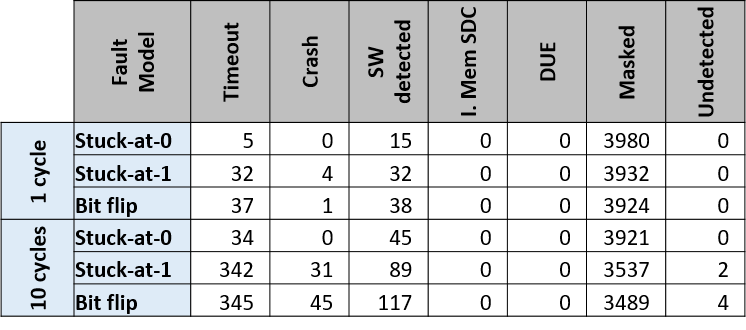 Fault Model Timeout Crash SW detected I. Mem SDC DUE Masked Undetected
1 cycle
Stuck-at-0 5 0 15 0 0 3980 0
Stuck-at-1 32 4 32 0 0 3932 0
Bit flip 37 1 38 0 0 3924 0
10 cycles
Stuck-at-0 34 0 45 0 0 3921 0
Stuck-at-1 342 31 89 0 0 3537 2
Bit flip 345 45 117 0 0 3489 4